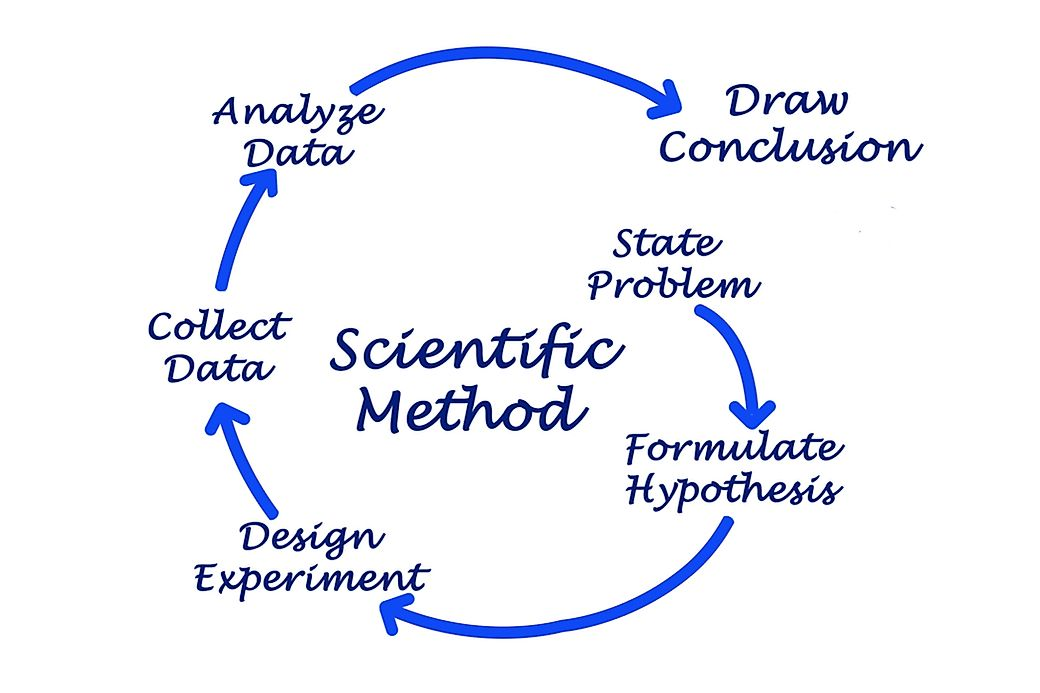 Analyze
Data
Draw
Conclusion
State
Problem
Collect
Data
Scientific
Method
Formulate
Hypothesis
Design
Experiment